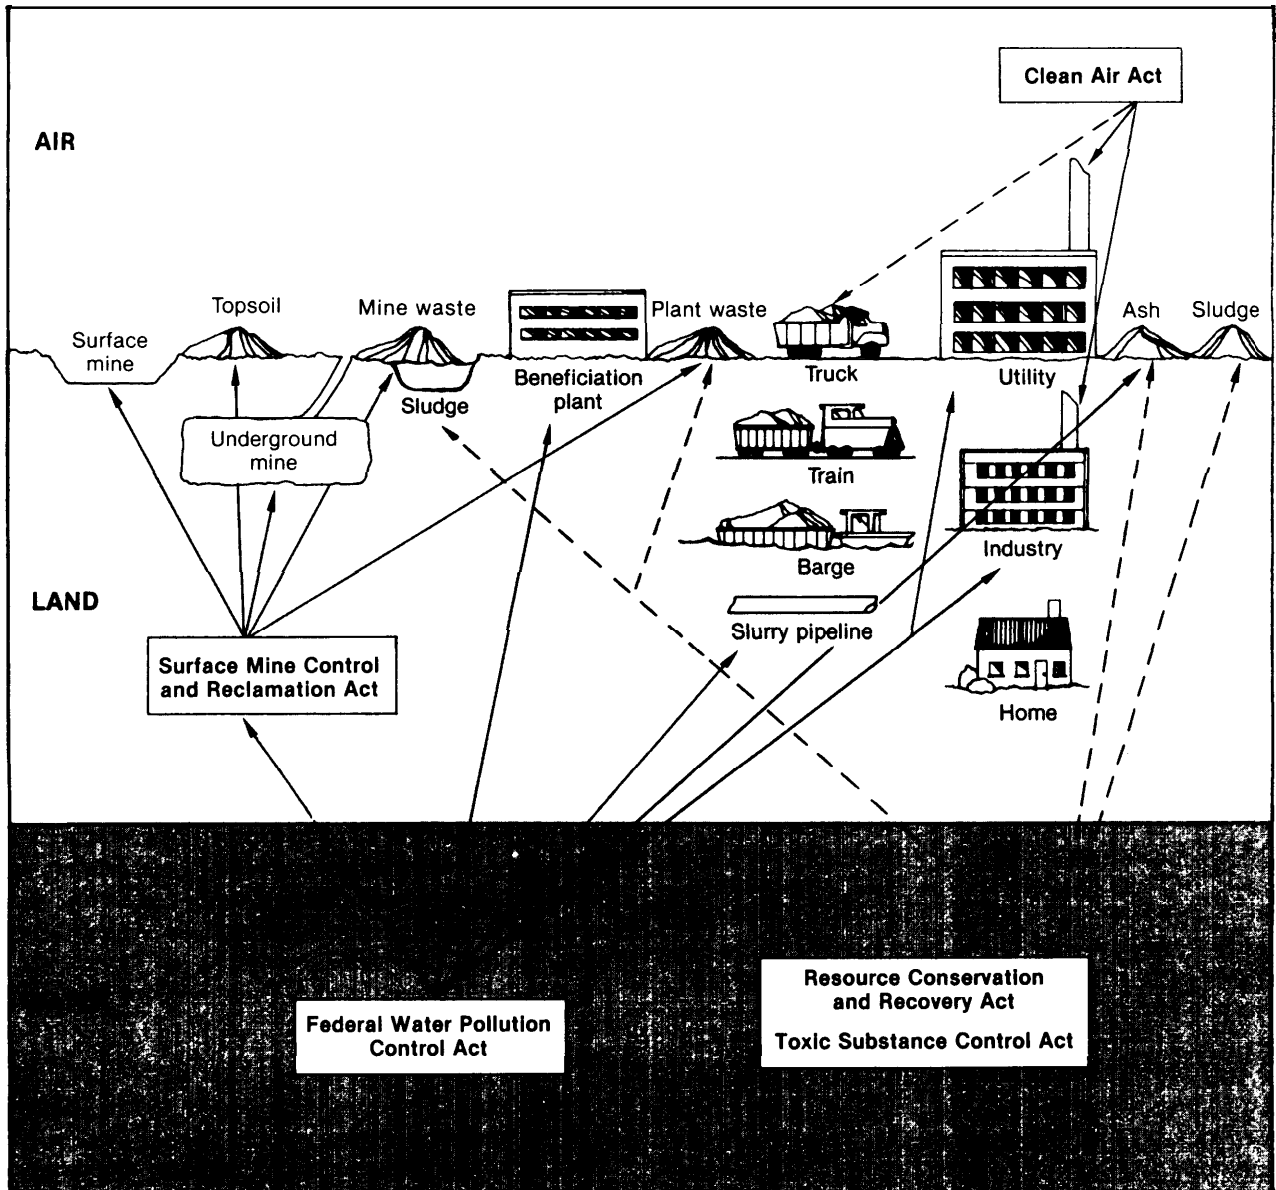 Clean Air Act
AIR
Topsoil
Mine waste
Plant waste
Ash
Sludge
Surface
mine
Beneficiation
plant
Truck
Utility
Sludge
Underground
mine
Train
Industry
Barge
LAND
Slurry pipeline
Surface Mine Control
and Reclamation Act
Home
Resource Conservation
and Recovery Act
Toxic Substance Control Act
Federal Water Pollution
Control Act